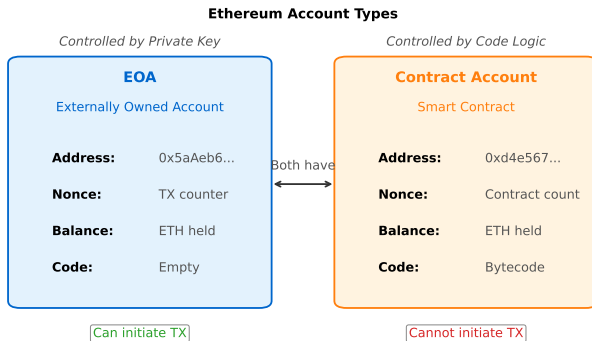 Ethereum Account Types
Controlled by Private Key
EOA
Externally Owned Account
Address: 0x5aAeb6...
Nonce: TX counter
Balance: ETH held
Code: Empty
Can initiate TX
Both have
Controlled by Code Logic
Contract Account
Smart Contract
Address: 0xd4e567...
Nonce: Contract count
Balance: ETH held
Code: Bytecode
Cannot initiate TX